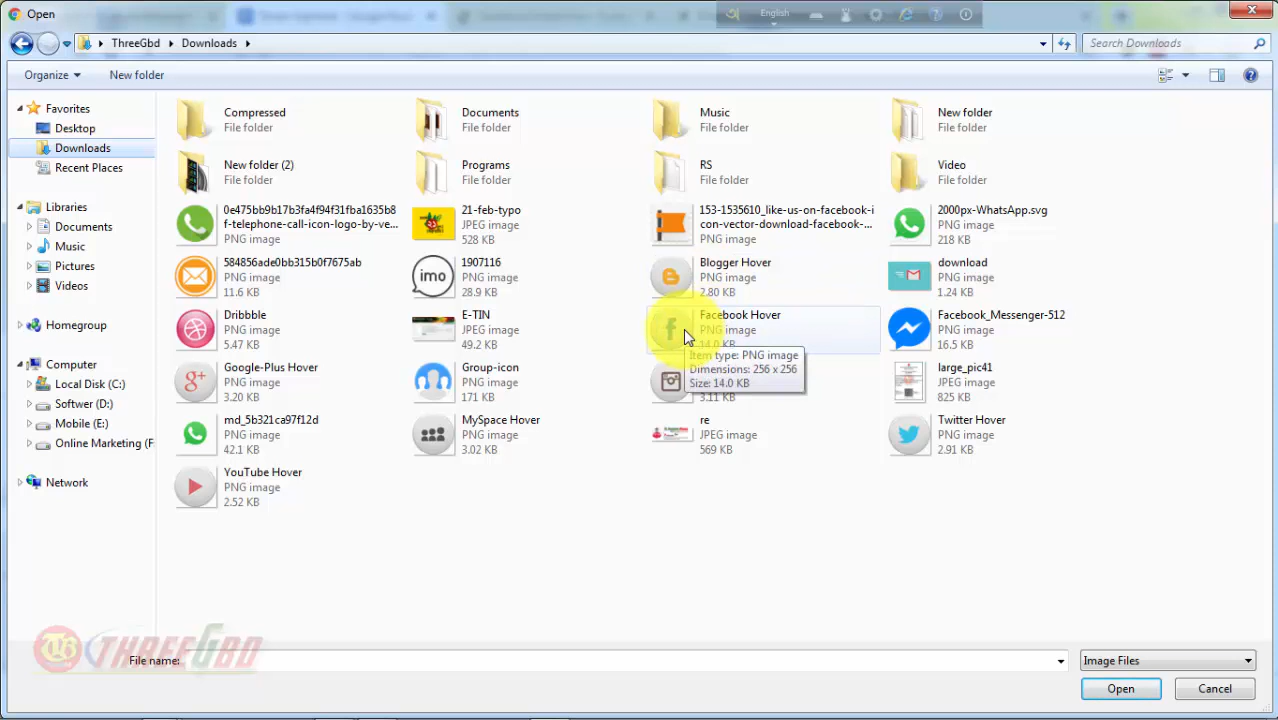 Open
English
ThreeGbd
Downloads
Search Downloads
Organize
New folder
Favorites
Desktop
Downloads
Recent Places
Libraries
Documents
Music
Pictures
Videos
Homegroup
Computer
Local Disk (C:)
Softwer (D:)
Mobile (E:)
Online Marketing (F
Network
Compressed
File folder
Documents
File folder
Music
File folder
New folder
File folder
New folder (2)
File folder
Programs
File folder
RS
File folder
Video
File folder
0e475bb9b17b3fa4f94f31fba1635b8
f-telephone-call-icon-logo-by-ve...
PNG image
21-feb-typo
JPEG image
528 KB
153-1535610_like-us-on-facebook-i
con-vector-download-facebook-...
PNG image
2000px-WhatsApp.svg
PNG image
218 KB
584856ade0bb315b0f7675ab
PNG image
11.6 KB
imo
1907116
PNG image
28.9 KB
Blogger Hover
PNG image
2.80 KB
download
PNG image
1.24 KB
Dribbble
PNG image
5.47 KB
E-TIN
JPEG image
49.2 KB
Facebook Hover
PNG image
14.0 KB
Facebook_Messenger-512
PNG image
16.5 KB
Item type: PNG image
Dimensions: 256 x 256
Size: 14.0 KB
Google-Plus Hover
PNG image
3.20 KB
Group-icon
PNG image
171 KB
3.11 KB
large_pic41
PNG image
825 KB
md_5b321ca97f12d
PNG image
42.1 KB
MySpace Hover
PNG image
3.02 KB
re
JPEG image
569 KB
Twitter Hover
PNG image
2.91 KB
YouTube Hover
PNG image
2.52 KB
THREEGBD
File name:
Image Files
Open
Cancel